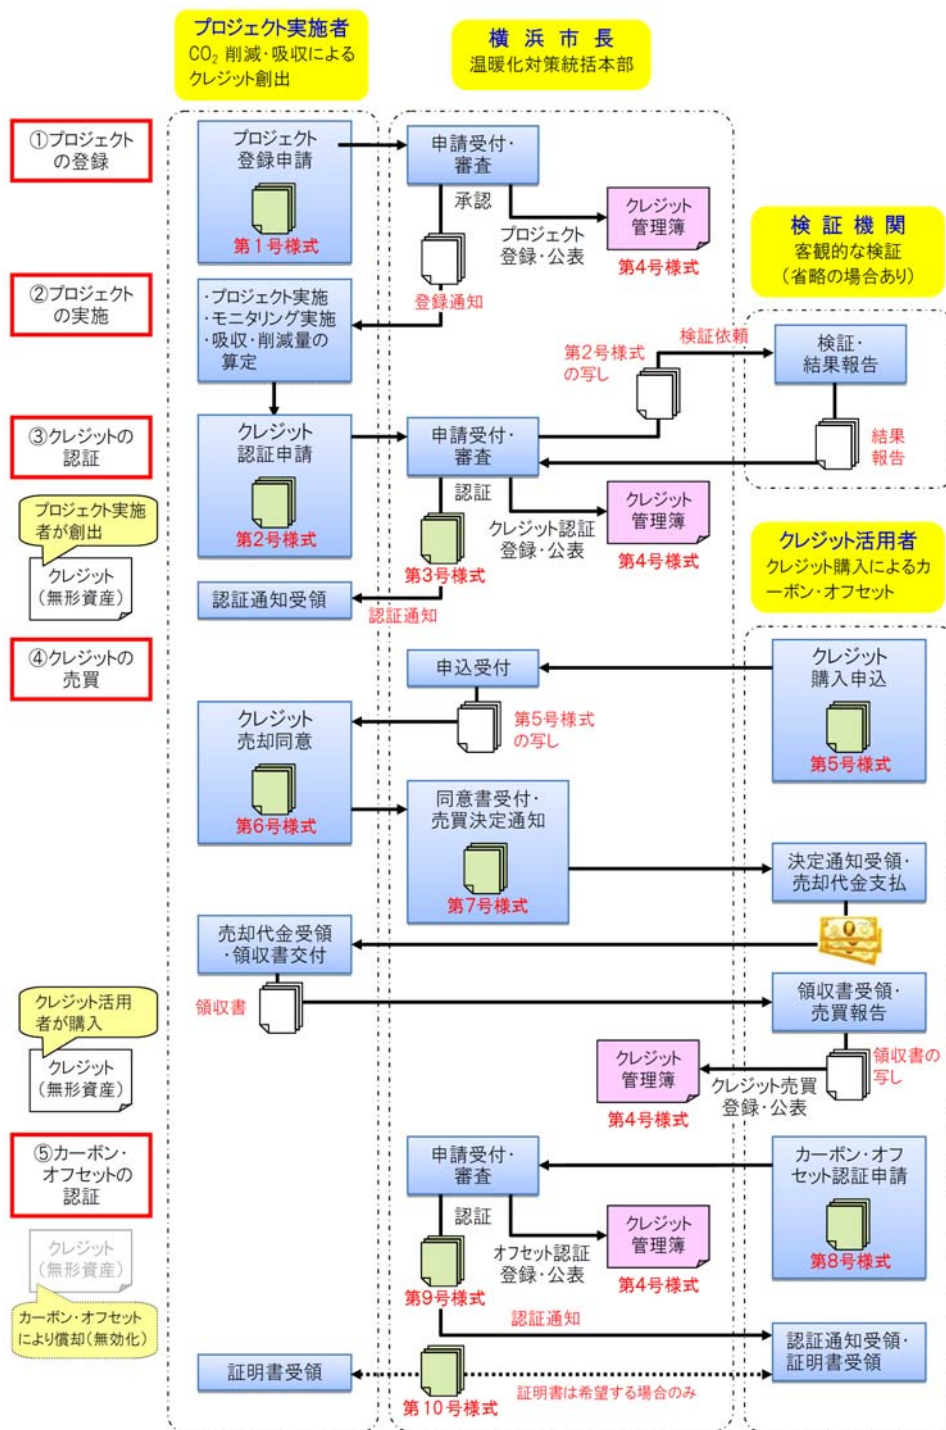 プロジェクト実施者
CO₂ 削減・吸収による
クレジット創出
横 浜 市 長
温暖化対策統括本部
①プロジェクト
の登録
プロジェクト
登録申請
第1号様式
申請受付・
審査
承認
登録通知
プロジェクト
登録・公表
クレジット
管理簿
第4号様式
検 証 機 関
客観的な検証
(省略の場合あり)
②プロジェクト
の実施
・プロジェクト実施
・モニタリング実施
・吸収・削減量の
算定
第2号様式
の写し
検証依頼
検証・
結果報告
結果
報告
③クレジットの
認証
クレジット
認証申請
第2号様式
申請受付・
審査
認証
第3号様式
クレジット認証
登録・公表
クレジット
管理簿
第4号様式
プロジェクト実施
者が創出
クレジット
(無形資産)
認証通知受領
認証通知
クレジット活用者
クレジット購入によるカ
ーボン・オフセット
④クレジットの
売買
申込受付
クレジット
購入申込
第5号様式
第5号様式
の写し
クレジット
売却同意
第6号様式
同意書受付・
売買決定通知
第7号様式
決定通知受領・
売却代金支払
売却代金受領
・領収書交付
領収書
領収書受領・
売買報告
領収書の
写し
クレジット売買
登録・公表
クレジット
管理簿
第4号様式
クレジット活用
者が購入
クレジット
(無形資産)
⑤カーボン・
オフセットの
認証
申請受付・
審査
カーボン・オフ
セット認証申請
第8号様式
認証
第9号様式
オフセット認証
登録・公表
クレジット
管理簿
第4号様式
クレジット
(無形資産)
カーボン・オフセット
により償却(無効化)
認証通知
認証通知受領・
証明書受領
証明書受領
第10号様式
証明書は希望する場合のみ